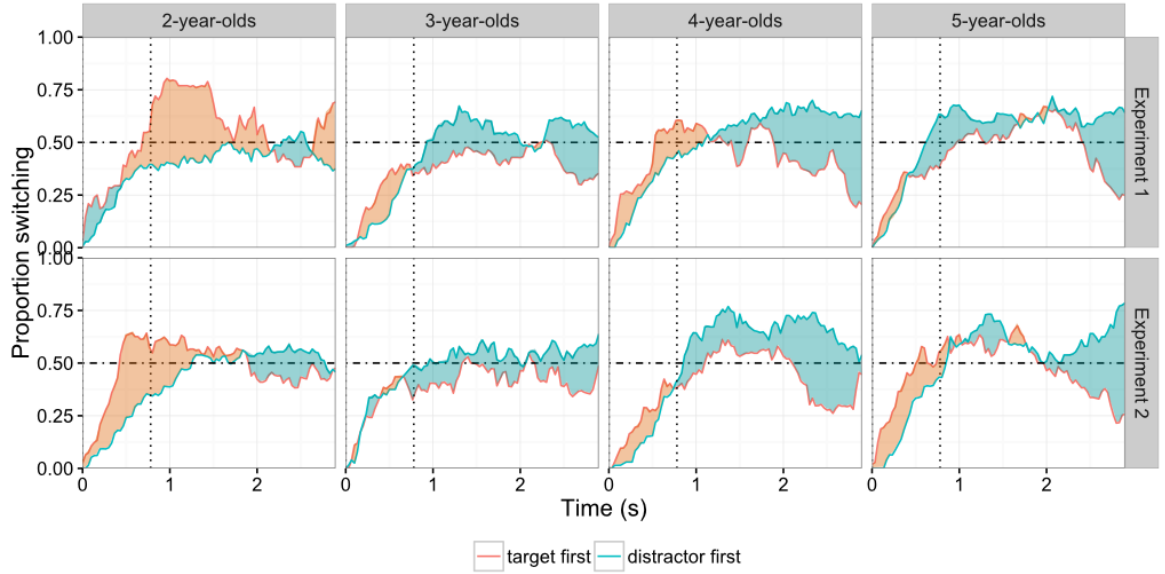 2-year-olds 3-year-olds 4-year-olds 5-year-olds
Proportion switching
1.00
0.75
0.50
0.25
0.00
Experiment 1
1.00
0.75
0.50
0.25
0.00
Experiment 2
0 1 2 0 1 2 0 1 2 0 1 2
Time (s)
target first distractor first